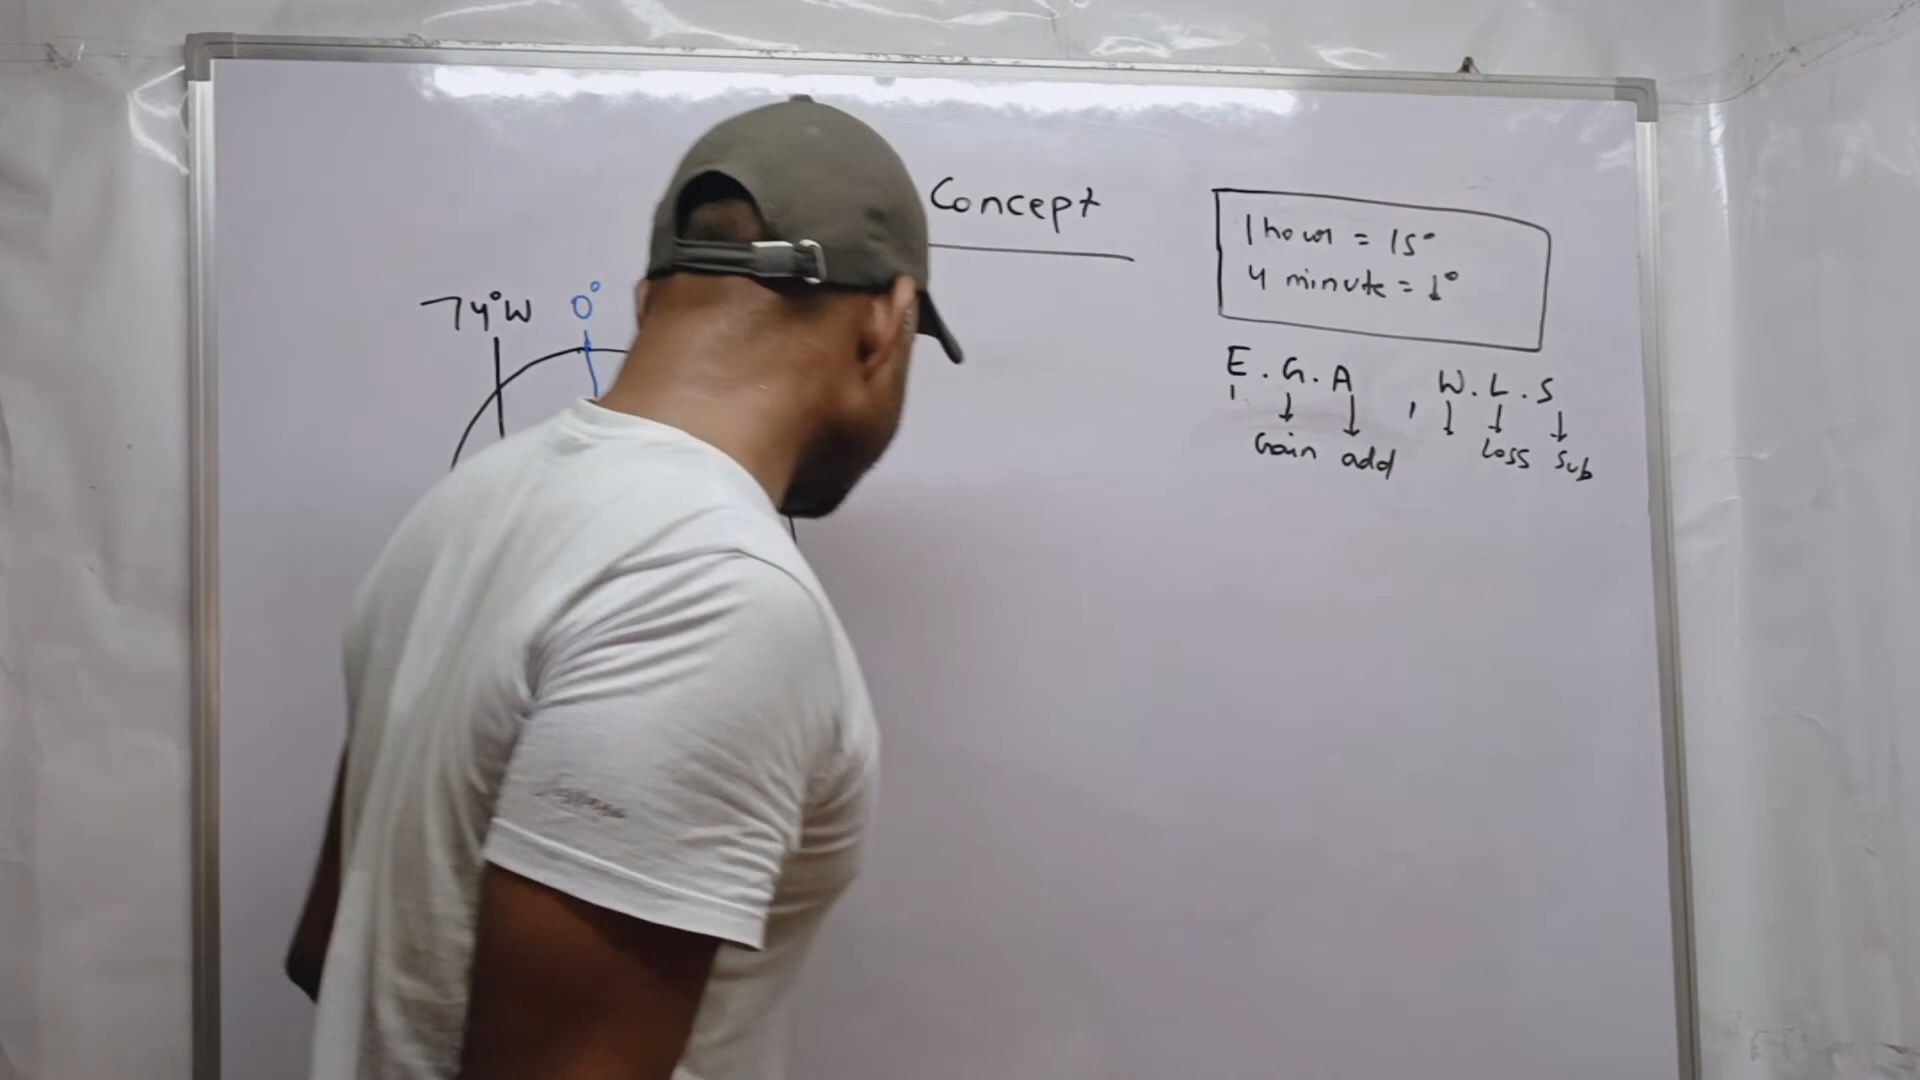 Concept
74°W 0°
1 hour = 15°
4 minute = 1°
E . G . A , W . L . S
Gain add Loss Sub